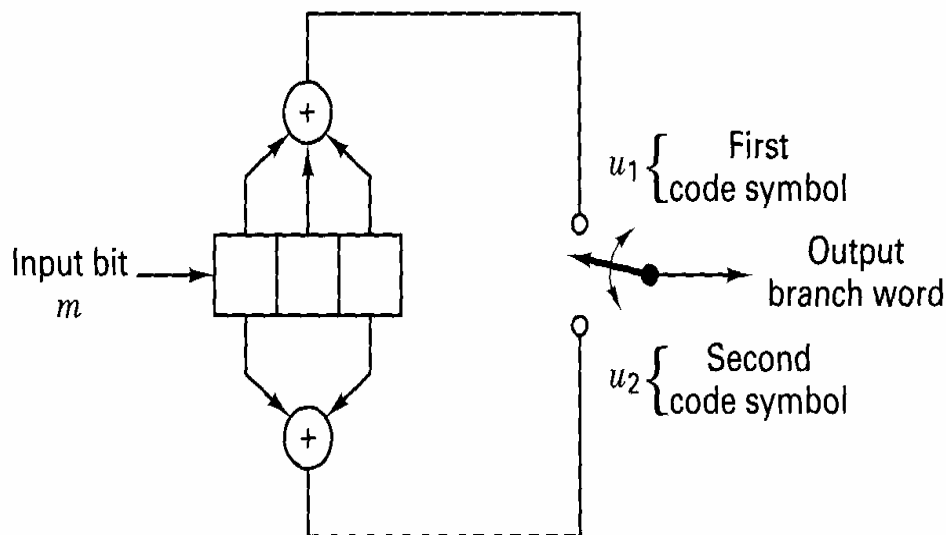 +
u1 { First
code symbol
Input bit
m
Output
branch word
u2 { Second
code symbol
+